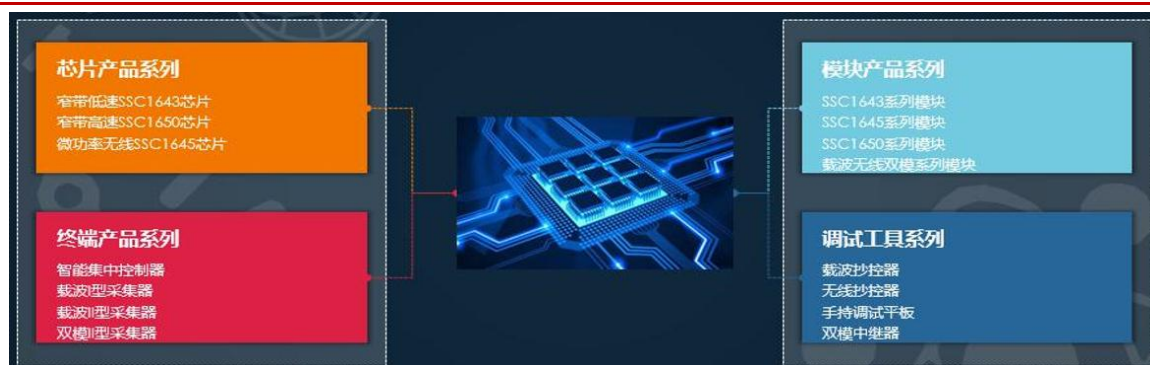 芯片产品系列
窄带低速SSC1643芯片
窄带高速SSC1650芯片
微功率无线SSC1645芯片
终端产品系列
智能集中控制器
载波I型采集器
载波II型采集器
双模II型采集器
模块产品系列
SSC1643系列模块
SSC1645系列模块
SSC1650系列模块
载波无线双模系列模块
调试工具系列
载波抄控器
无线抄控器
手持调试平板
双模中继器